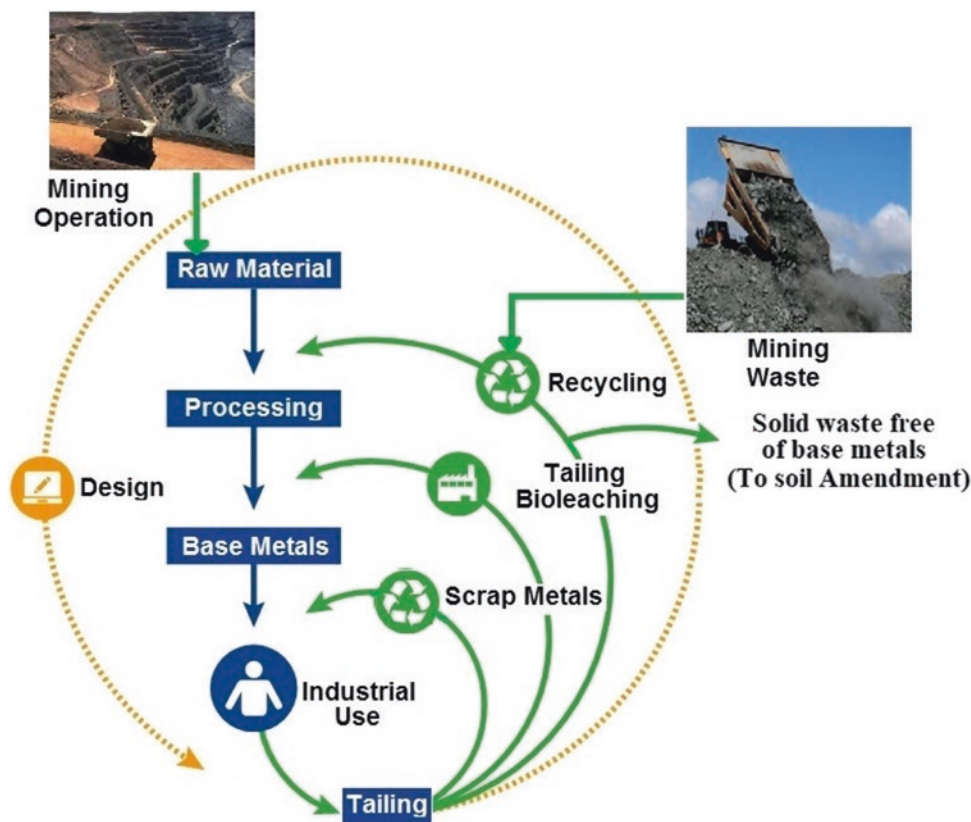 Mining
Operation
Raw Material
Mining
Waste
Recycling
Processing
Solid waste free
of base metals
(To soil Amendment)
Tailing
Bioleaching
Design
Base Metals
Scrap Metals
Industrial
Use
Tailing